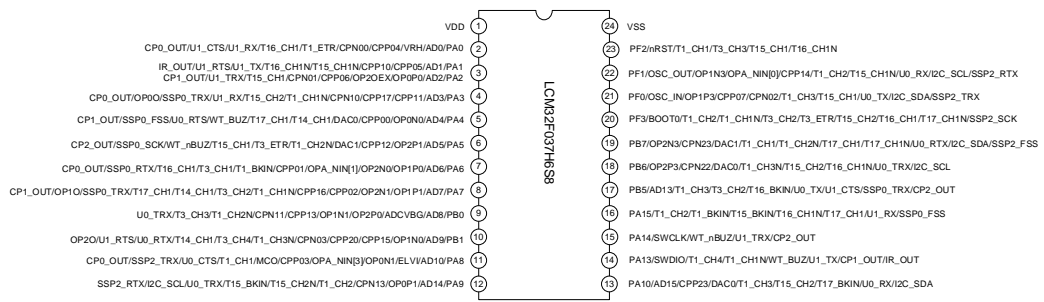 VDD 1
CP0_OUT/U1_CTS/U1_RX/T16_CH1/T1_ETR/CPN00/CPP04/VRH/AD0/PA0 2
IR_OUT/U1_RTS/U1_TX/T16_CH1N/T15_CH1N/CPP10/CPP05/AD1/PA1
CP1_OUT/U1_TRX/T15_CH1/CPN01/CPP06/OP2OEX/OP0P0/AD2/PA2 3
CP0_OUT/OP0O/SSP0_TRX/U1_RX/T15_CH2/T1_CH1N/CPN10/CPP17/CPP11/AD3/PA3 4
CP1_OUT/SSP0_FSS/U0_RTS/WT_BUZ/T17_CH1/T14_CH1/DAC0/CPP00/OP0N0/AD4/PA4 5
CP2_OUT/SSP0_SCK/WT_nBUZ/T15_CH1/T3_ETR/T1_CH2N/DAC1/CPP12/OP2P1/AD5/PA5 6
CP0_OUT/SSP0_RTX/T16_CH1/T3_CH1/T1_BKIN/CPP01/OPA_NIN[1]/OP2N0/OP1P0/AD6/PA6 7
CP1_OUT/OP1O/SSP0_TRX/T17_CH1/T14_CH1/T3_CH2/T1_CH1N/CPP16/CPP02/OP2N1/OP1P1/AD7/PA7 8
U0_TRX/T3_CH3/T1_CH2N/CPN11/CPP13/OP1N1/OP2P0/ADCVBG/AD8/PB0 9
OP2O/U1_RTS/U0_RTX/T14_CH1/T3_CH4/T1_CH3N/CPN03/CPP20/CPP15/OP1N0/AD9/PB1 10
CP0_OUT/SSP2_TRX/U0_CTS/T1_CH1/MCO/CPP03/OPA_NIN[3]/OP0N1/ELVI/AD10/PA8 11
SSP2_RTX/I2C_SCL/U0_TRX/T15_BKIN/T15_CH2N/T1_CH2/CPN13/OP0P1/AD14/PA9 12
LCM32F037H6S8
24 VSS
23 PF2/nRST/T1_CH1/T3_CH3/T15_CH1/T16_CH1N
22 PF1/OSC_OUT/OP1N3/OPA_NIN[0]/CPP14/T1_CH2/T15_CH1N/U0_RX/I2C_SCL/SSP2_RTX
21 PF0/OSC_IN/OP1P3/CPP07/CPN02/T1_CH3/T15_CH1/U0_TX/I2C_SDA/SSP2_TRX
20 PF3/BOOT0/T1_CH2/T1_CH1N/T3_CH2/T3_ETR/T15_CH2/T16_CH1/T17_CH1N/SSP2_SCK
19 PB7/OP2N3/CPN23/DAC1/T1_CH1/T1_CH2N/T17_CH1/T17_CH1N/U0_RTX/I2C_SDA/SSP2_FSS
18 PB6/OP2P3/CPN22/DAC0/T1_CH3N/T15_CH2/T16_CH1N/U0_TRX/I2C_SCL
17 PB5/AD13/T1_CH3/T3_CH2/T16_BKIN/U0_TX/U1_CTS/SSP0_TRX/CP2_OUT
16 PA15/T1_CH2/T1_BKIN/T15_BKIN/T16_CH1N/T17_CH1/U1_RX/SSP0_FSS
15 PA14/SWCLK/WT_nBUZ/U1_TRX/CP2_OUT
14 PA13/SWDIO/T1_CH4/T1_CH1N/WT_BUZ/U1_TX/CP1_OUT/IR_OUT
13 PA10/AD15/CPP23/DAC0/T1_CH3/T15_CH2/T17_BKIN/U0_RX/I2C_SDA